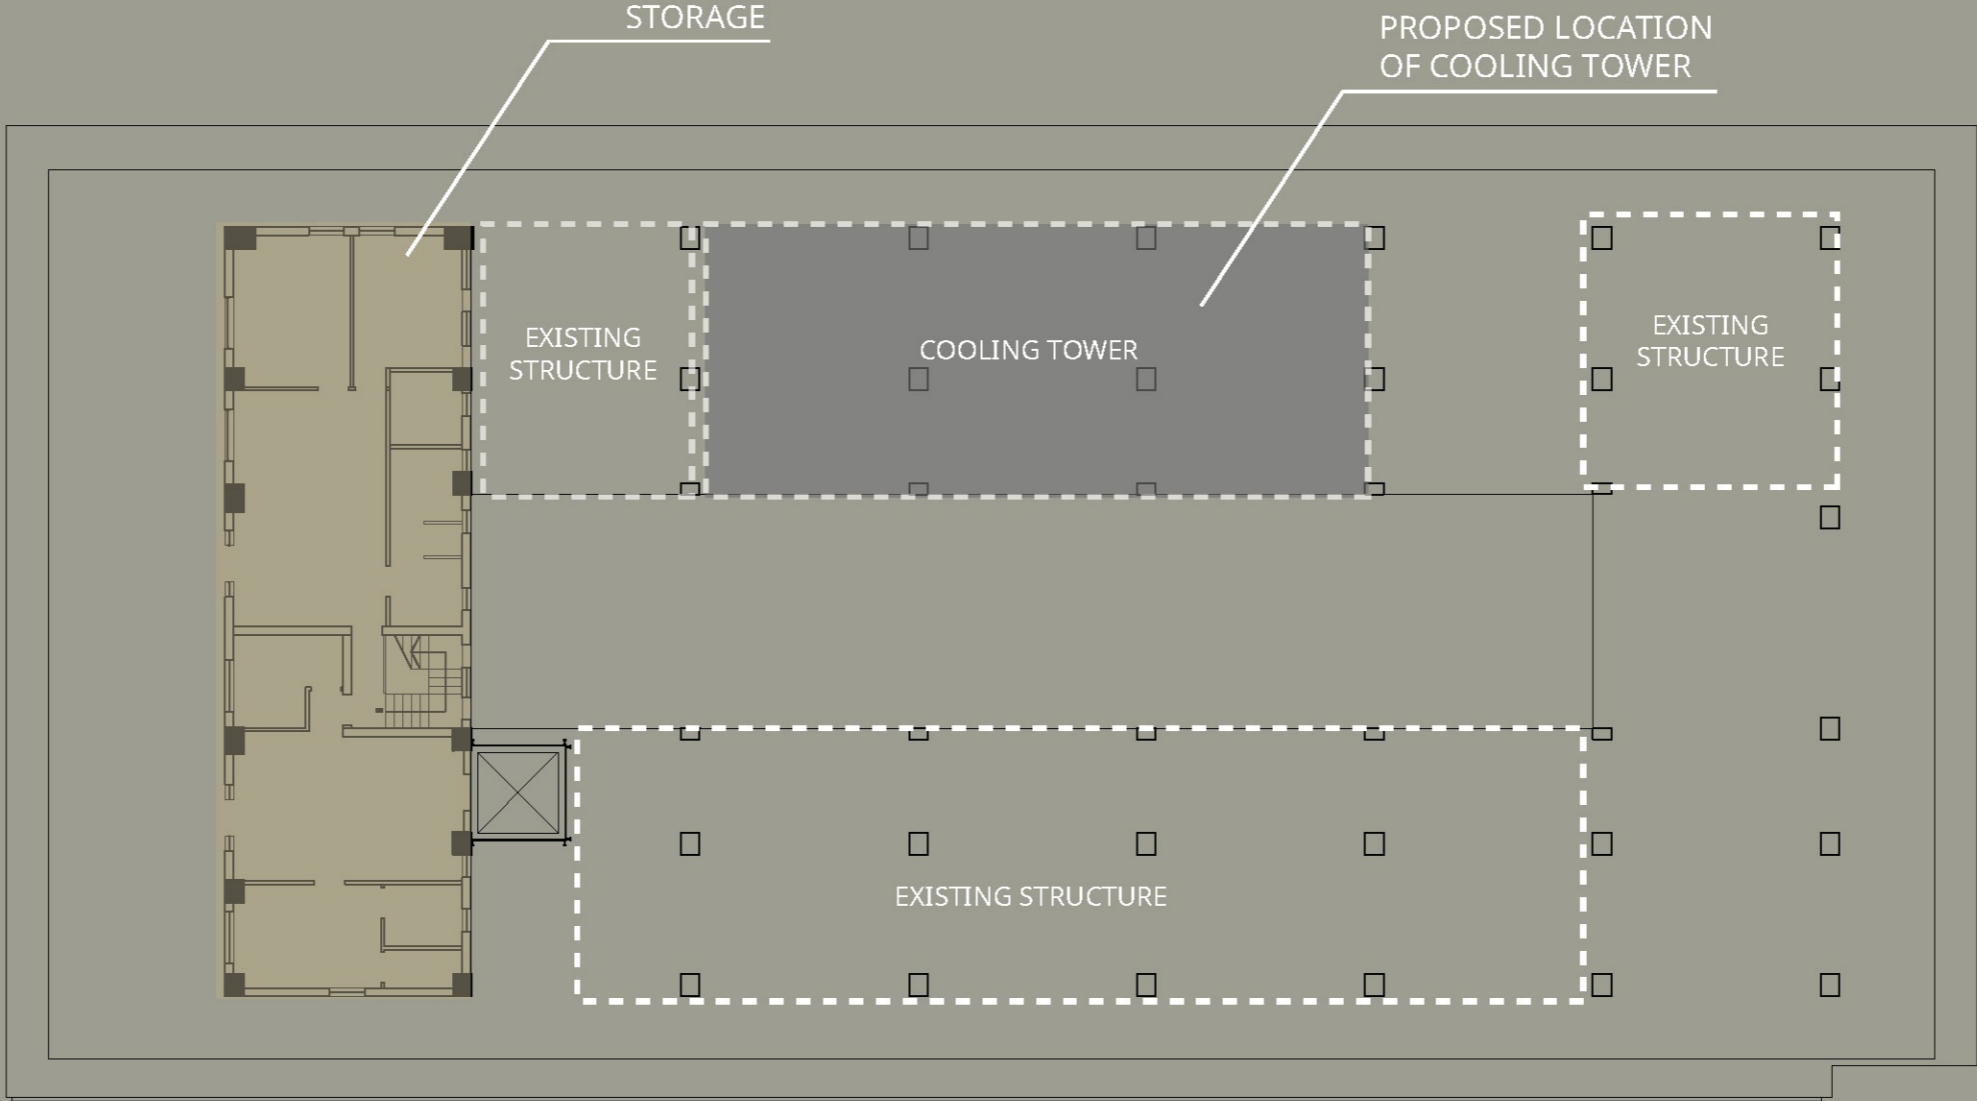 STORAGE
PROPOSED LOCATION
OF COOLING TOWER
EXISTING
STRUCTURE
COOLING TOWER
EXISTING
STRUCTURE
EXISTING STRUCTURE